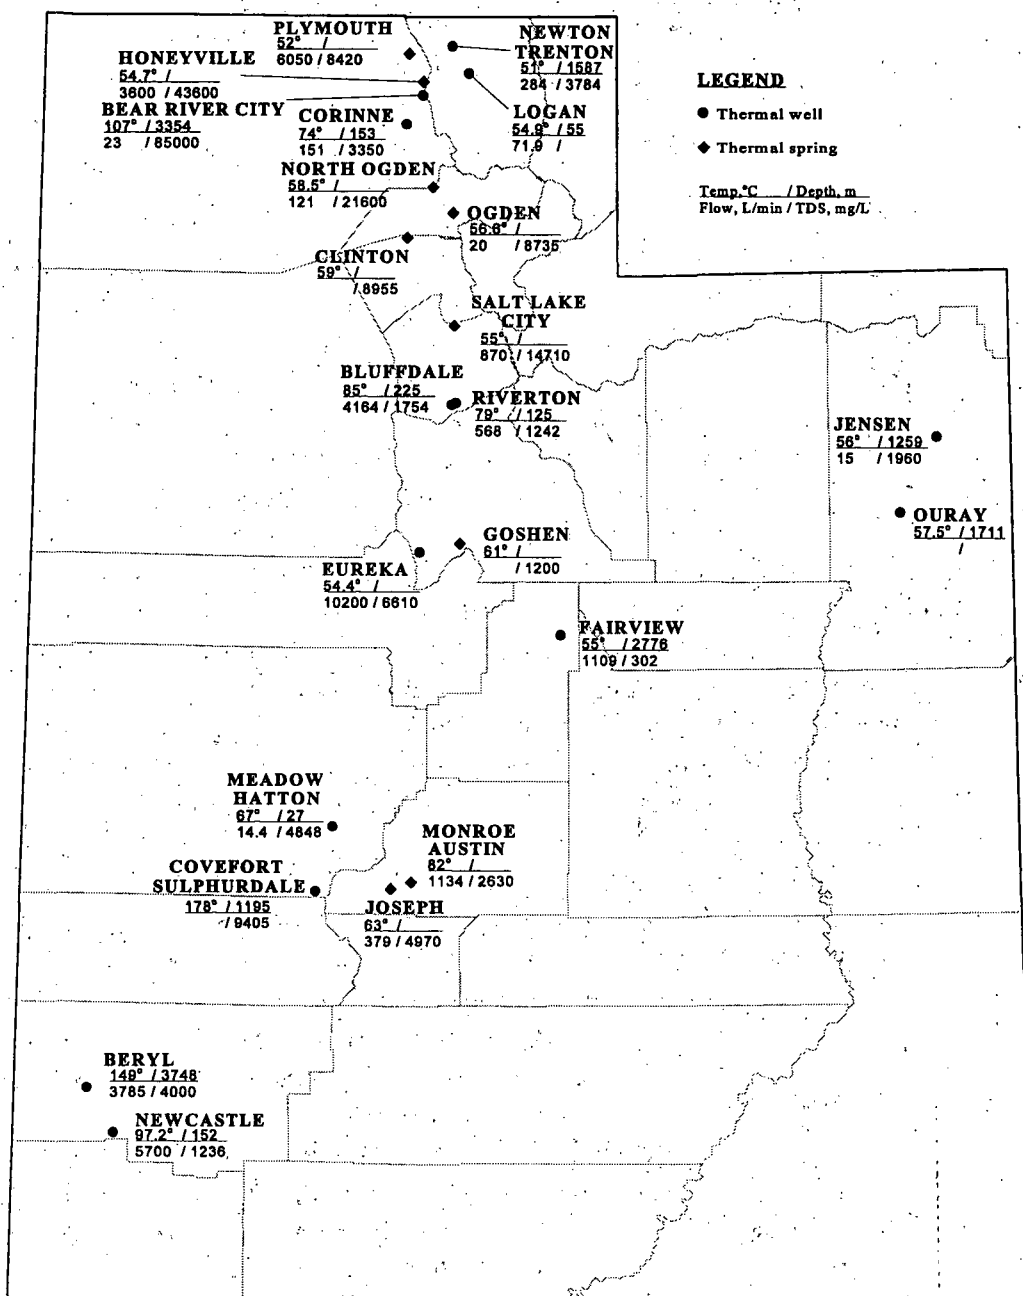 PLYMOUTH
52° /
8050 / 8420
HONEYVILLE
54.7° /
3600 / 43600
BEAR RIVER CITY
107° / 3354
23 / 85000
NEWTON
TRENTON
51° / 1587
284 / 3784
LOGAN
54.9° / 55
71.9 /
CORINNE
74° / 153
151 / 3350
NORTH OGDEN
58.5° /
121 / 21600
OGDEN
56.6° /
20 / 8735
CLINTON
59° /
/ 8955
LEGEND
Thermal well
Thermal spring
Temp,°C / Depth, m
Flow, L/min / TDS, mg/L
SALT LAKE
CITY
55° /
870 / 14710
BLUFFDALE
85° / 225
4164 / 1754
RIVERTON
79° / 125
568 / 1242
JENSEN
56° / 1259
15 / 1960
OURAY
57.5° / 1711
/
GOSHEN
61° /
/ 1200
EUREKA
54.4° /
10200 / 6610
FAIRVIEW
55° / 2776
1109 / 302
MEADOW
HATTON
67° / 27
14.4 / 4848
MONROE
AUSTIN
82° /
1134 / 2630
COVEFORT
SULPHURDALE
178° / 1195
/ 9405
JOSEPH
63° /
379 / 4970
BERYL
149° / 3748
3785 / 4000
NEWCASTLE
97.2° / 152
5700 / 1236